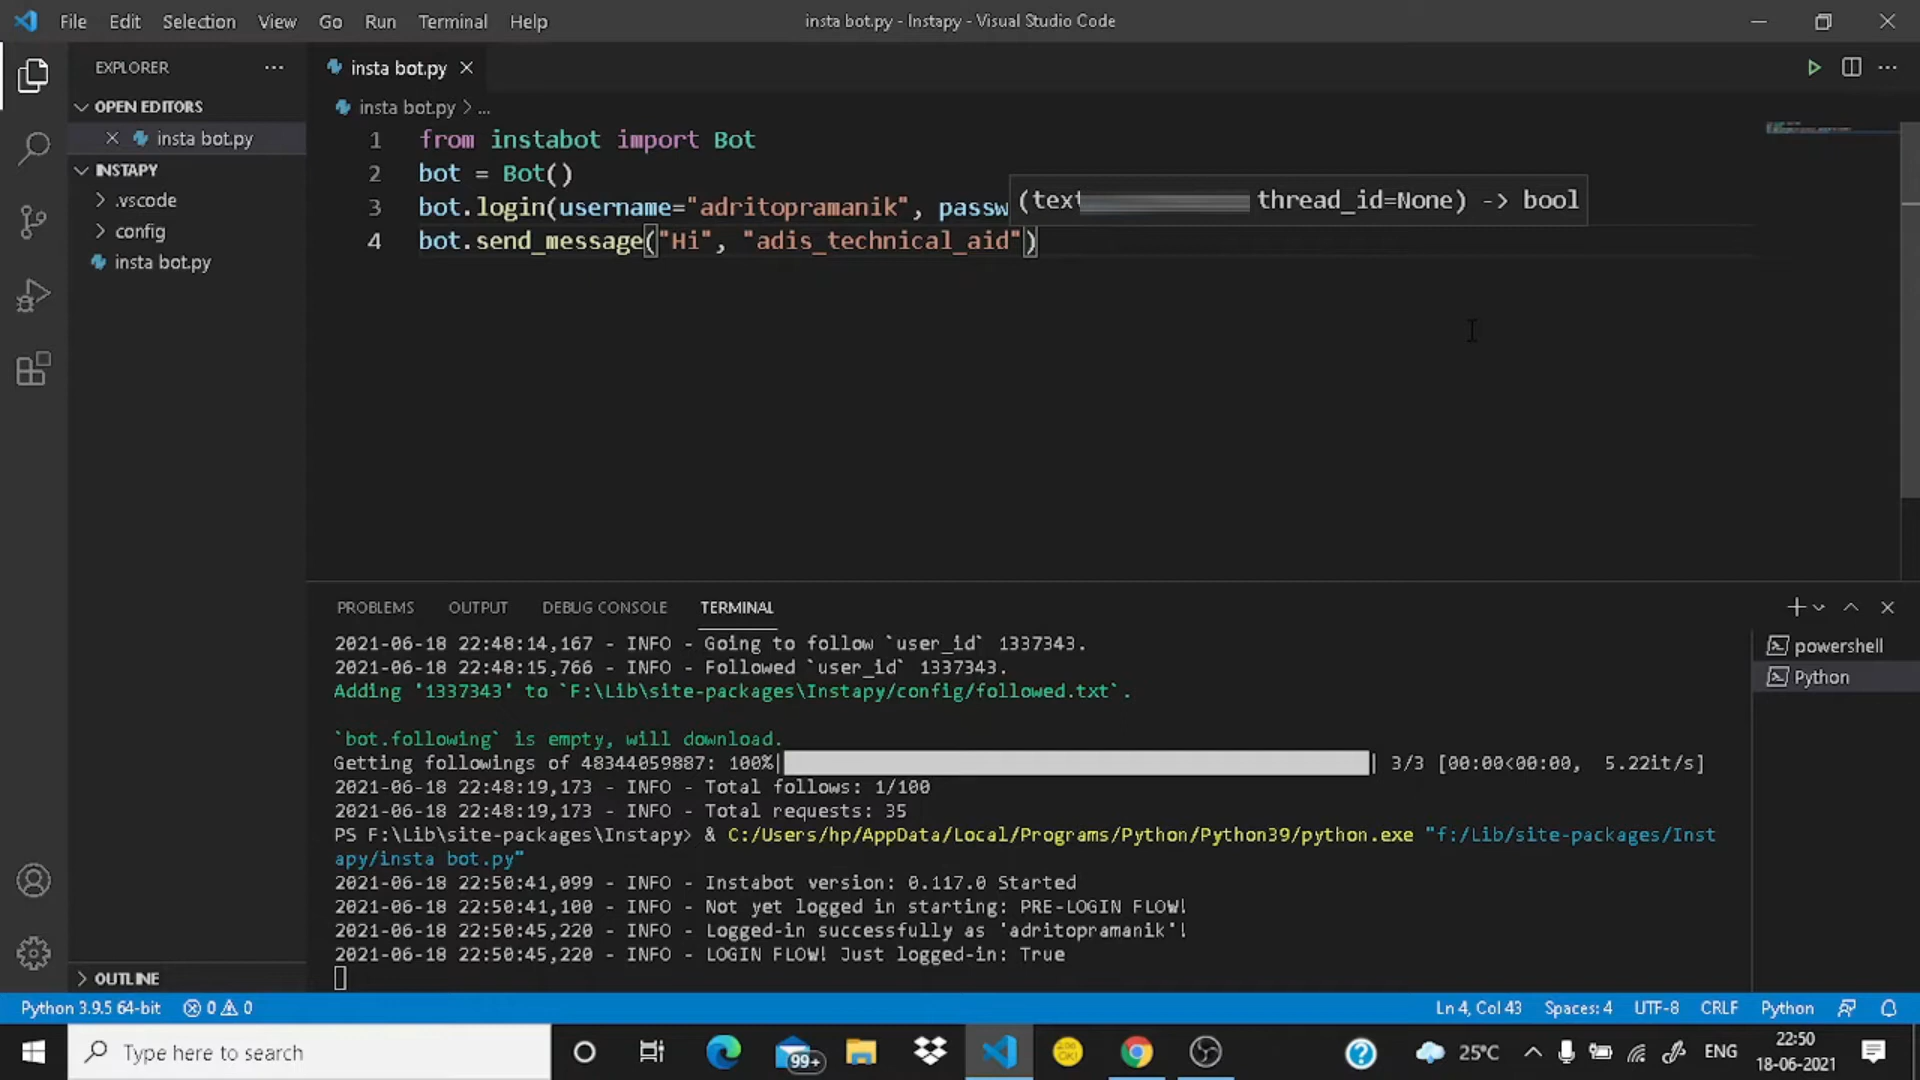 File Edit Selection View Go Run Terminal Help
insta bot.py - Instapy - Visual Studio Code
EXPLORER
OPEN EDITORS
insta bot.py
INSTAPY
.vscode
config
insta bot.py
OUTLINE
insta bot.py
insta bot.py > ...
1 from instabot import Bot
2 bot = Bot()
3 bot.login(username="adritopramanik", passw
(text thread_id=None) -> bool
4 bot.send_message("Hi", "adis_technical_aid")
PROBLEMS OUTPUT DEBUG CONSOLE TERMINAL
2021-06-18 22:48:14,167 - INFO - Going to follow `user_id` 1337343.
2021-06-18 22:48:15,766 - INFO - Followed `user_id` 1337343.
Adding '1337343' to `F:\Lib\site-packages\Instapy/config/followed.txt`.
`bot.following` is empty, will download.
Getting followings of 48344059887: 100%| | 3/3 [00:00<00:00, 5.22it/s]
2021-06-18 22:48:19,173 - INFO - Total follows: 1/100
2021-06-18 22:48:19,173 - INFO - Total requests: 35
PS F:\Lib\site-packages\Instapy> & C:/Users/hp/AppData/Local/Programs/Python/Python39/python.exe "f:/Lib/site-packages/Inst
apy/insta bot.py"
2021-06-18 22:50:41,099 - INFO - Instabot version: 0.117.0 Started
2021-06-18 22:50:41,100 - INFO - Not yet logged in starting: PRE-LOGIN FLOW!
2021-06-18 22:50:45,220 - INFO - Logged-in successfully as 'adritopramanik'!
2021-06-18 22:50:45,220 - INFO - LOGIN FLOW! Just logged-in: True
powershell
Python
Python 3.9.5 64-bit 0 0
Ln 4, Col 43 Spaces: 4 UTF-8 CRLF Python
Type here to search
99+
25°C
ENG
22:50
18-06-2021